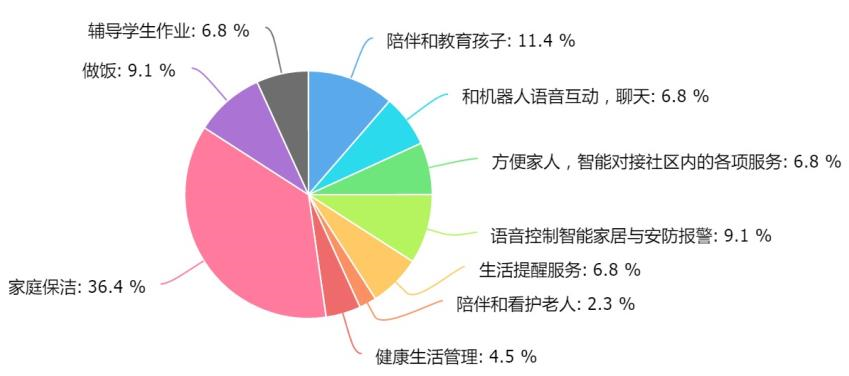 辅导学生作业: 6.8 %
陪伴和教育孩子: 11.4 %
做饭: 9.1 %
和机器人语音互动，聊天: 6.8 %
方便家人，智能对接社区内的各项服务: 6.8 %
语音控制智能家居与安防报警: 9.1 %
生活提醒服务: 6.8 %
家庭保洁: 36.4 %
陪伴和看护老人: 2.3 %
健康生活管理: 4.5 %